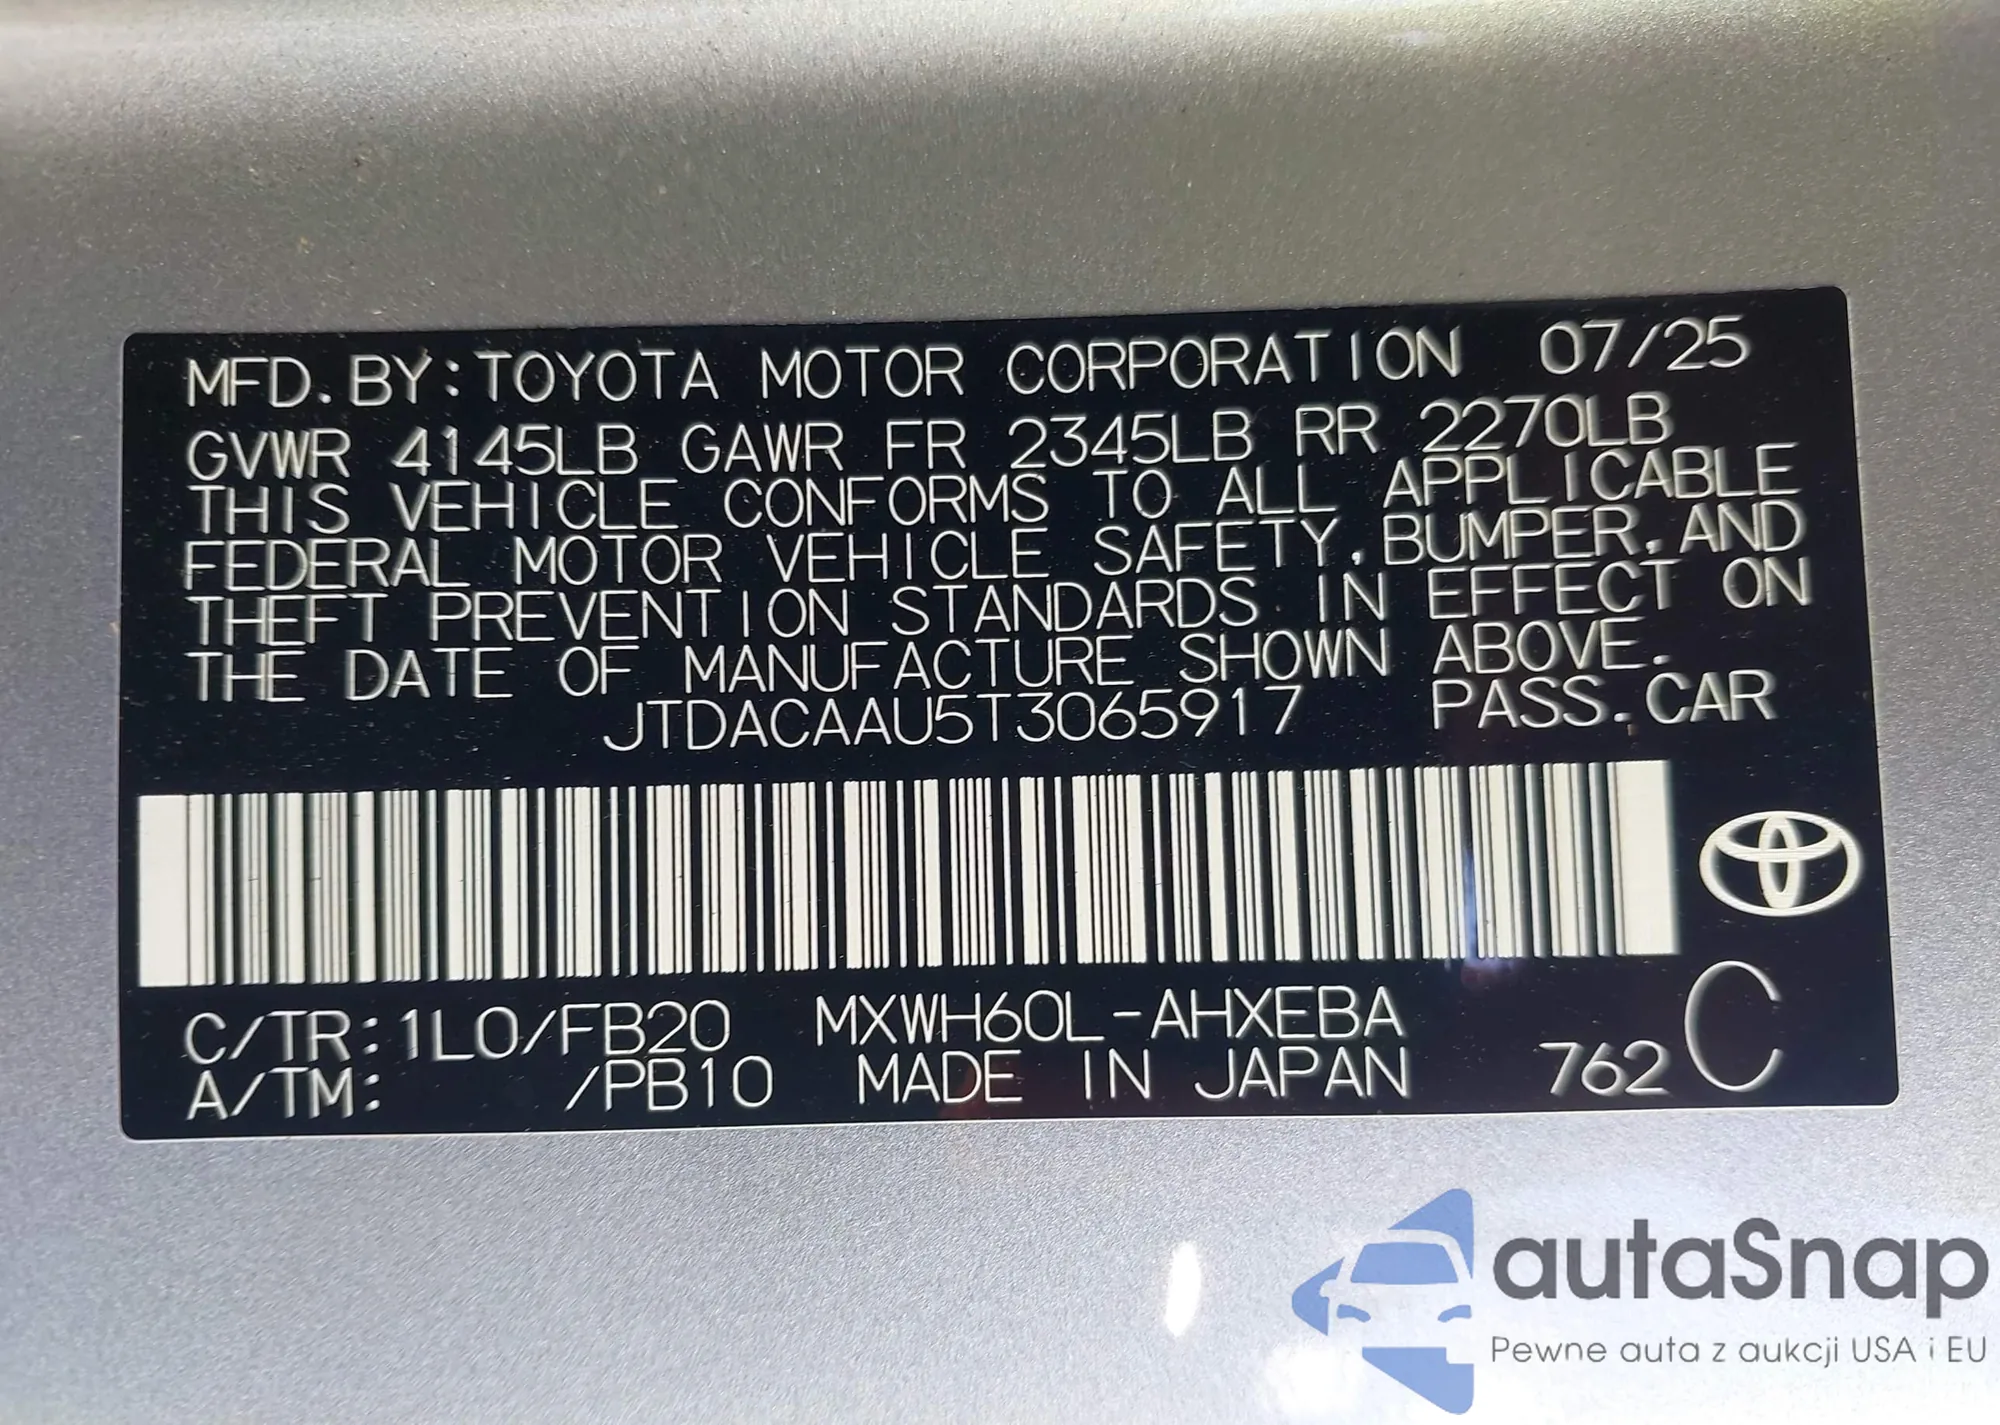 MFD. BY: TOYOTA MOTOR CORPORATION 07/25
GVWR 4145LB GAWR FR 2345LB RR 2270LB
THIS VEHICLE CONFORMS TO ALL APPLICABLE
FEDERAL MOTOR VEHICLE SAFETY, BUMPER, AND
THEFT PREVENTION STANDARDS IN EFFECT ON
THE DATE OF MANUFACTURE SHOWN ABOVE.
JTDACAAU5T3065917 PASS. CAR
C/TR: 1L0/FB20 MXWH60L-AHXEBA
A/TM: /PB10 MADE IN JAPAN 762 C
autaSnap
Pewne auta z aukcji USA i EU